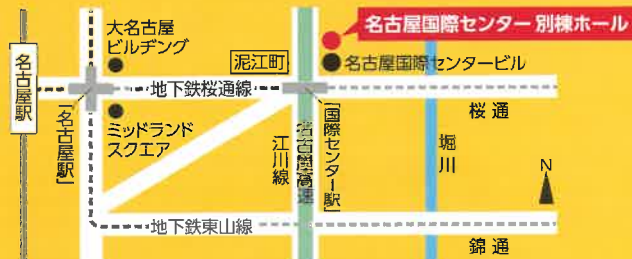 名古屋国際センター 別棟ホール
大名古屋
ビルヂング
泥江町
名古屋国際センタービル
名古屋駅
地下鉄桜通線
桜通
「名古屋駅」
ミッドランド
スクエア
江川線
名古屋高速
「国際センター駅」
堀川
N
地下鉄東山線
錦通